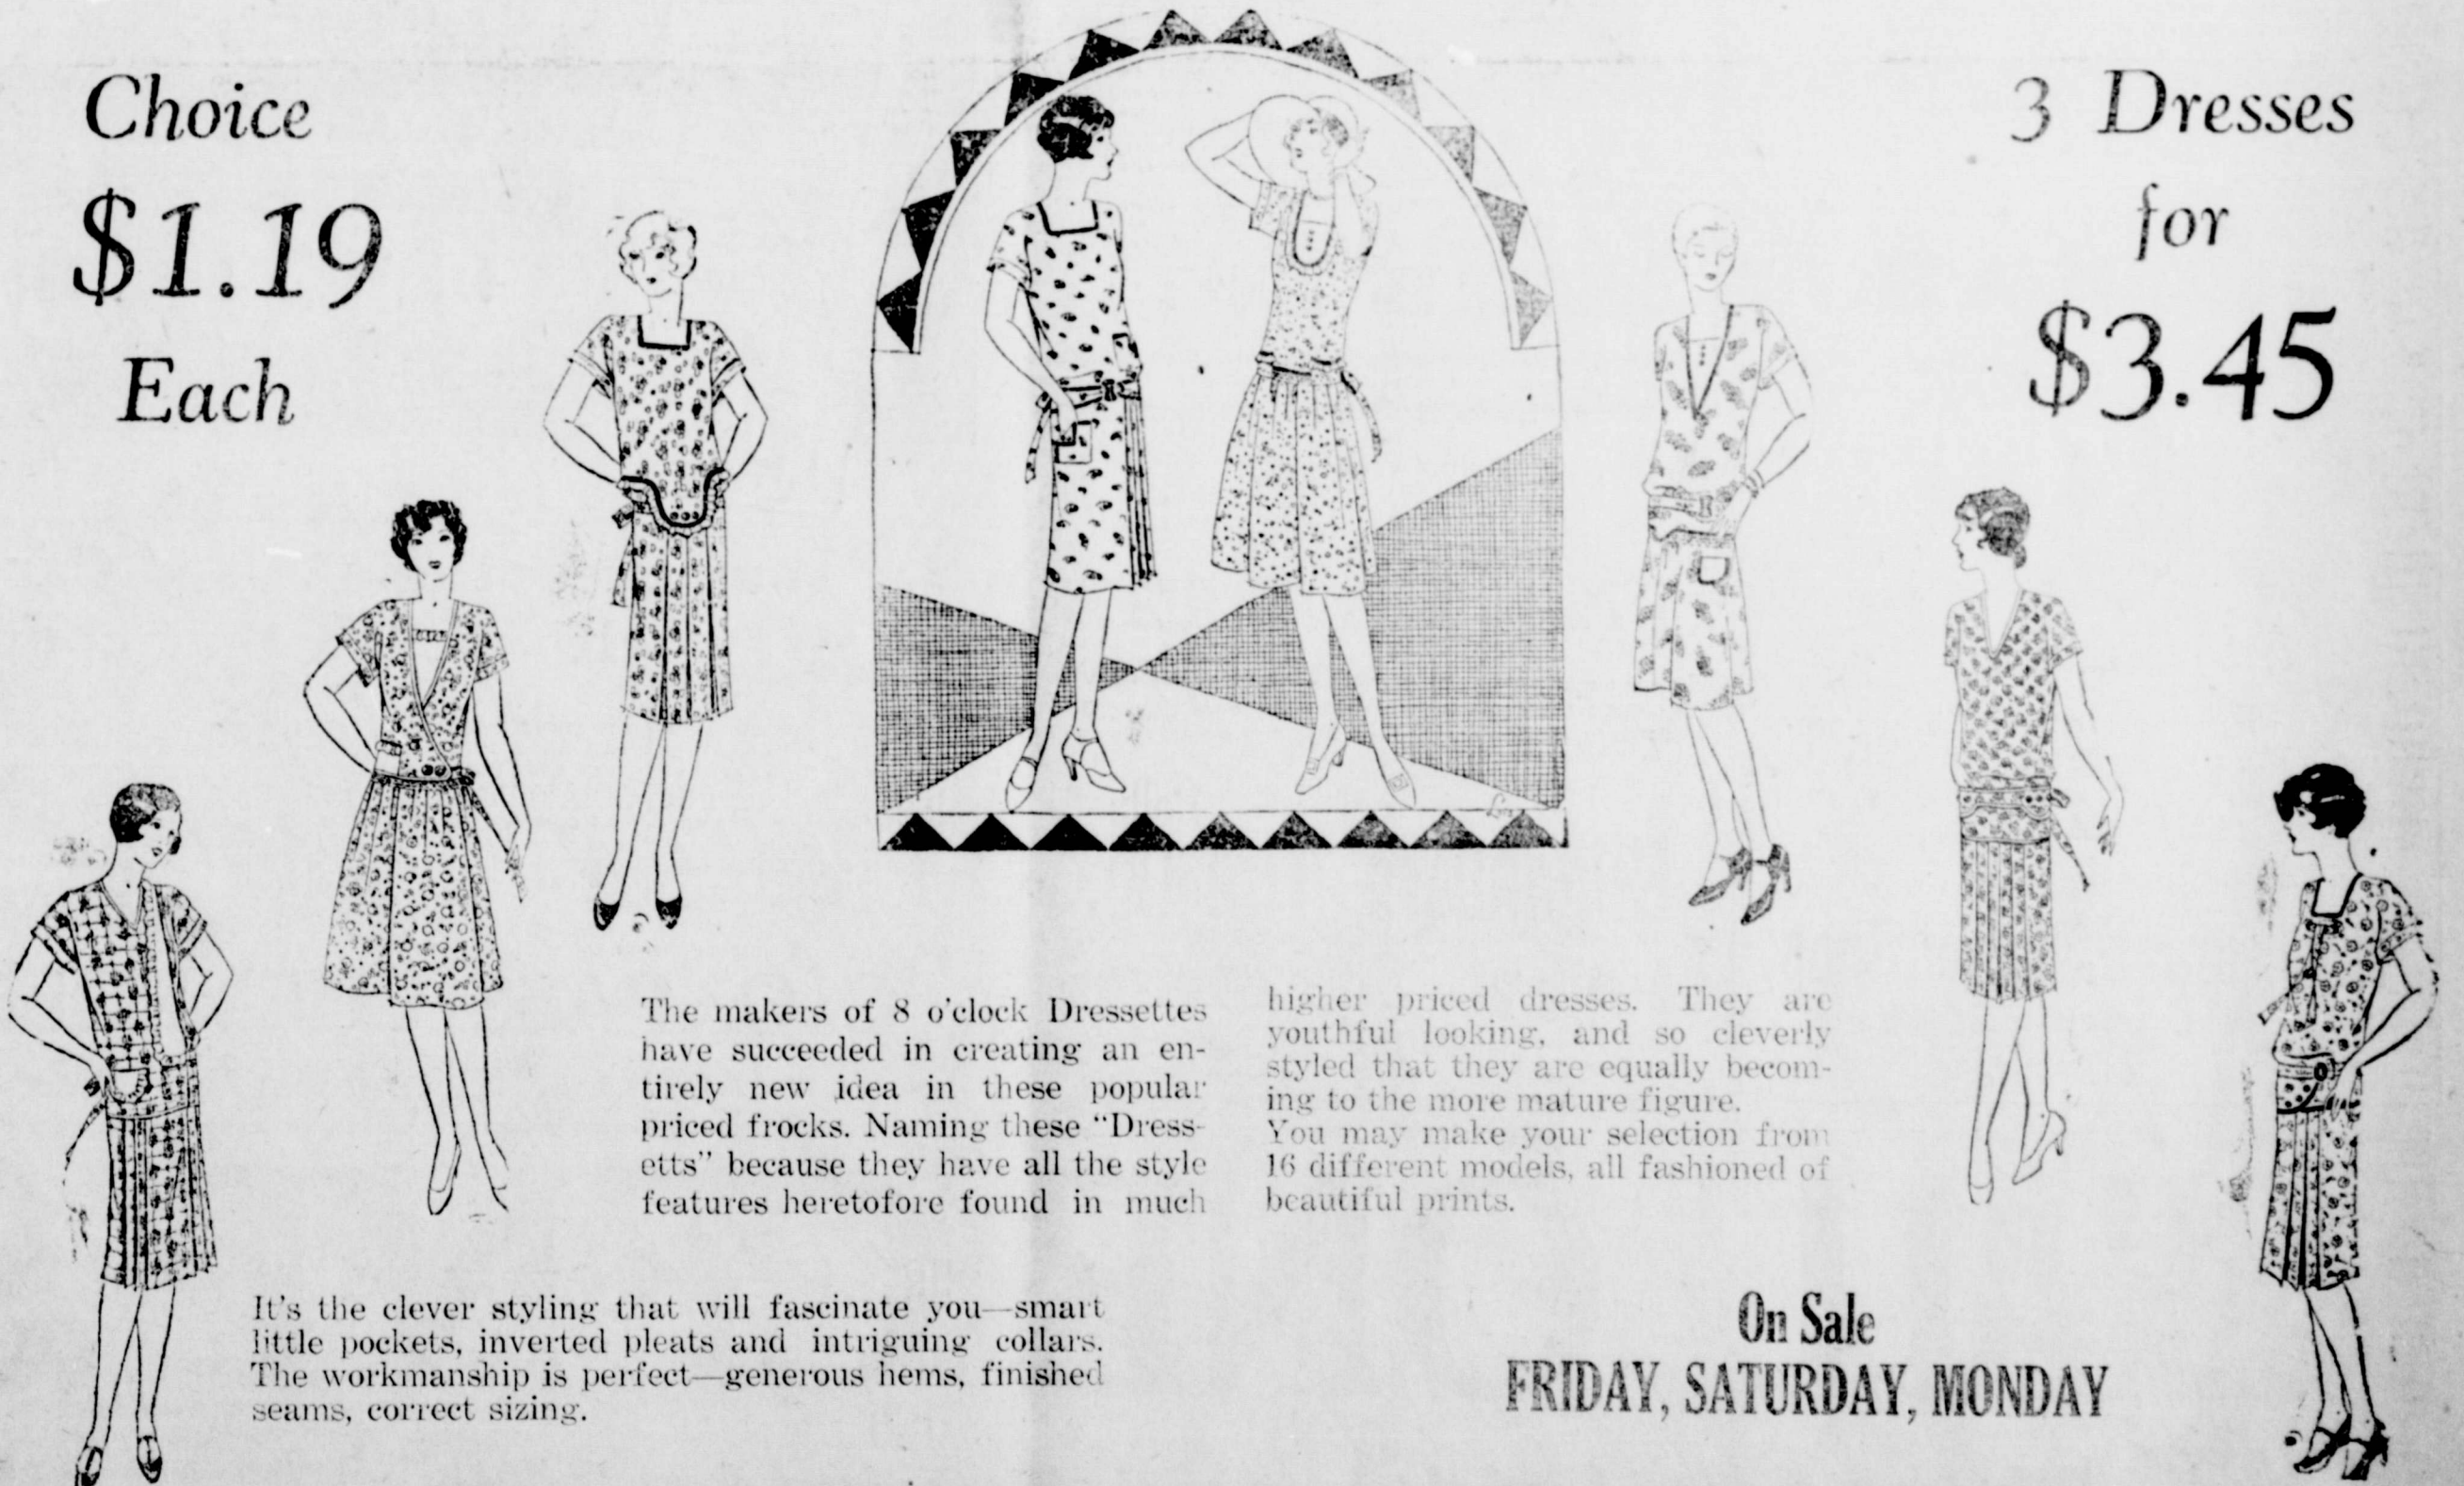 Choice
$1.19
Each
3 Dresses
for
$3.45
The makers of 8 o'clock Dressettes
have succeeded in creating an en-
tirely new idea in these popular
priced frocks. Naming these “Dress-
etts” because they have all the style
features heretofore found in much
higher priced dresses. They are
youthful looking, and so cleverly
styled that they are equally becom-
ing to the more mature figure.
You may make your selection from
16 different models, all fashioned of
beautiful prints.
It's the clever styling that will fascinate you—smart
little pockets, inverted pleats and intriguing collars.
The workmanship is perfect—generous hems, finished
seams, correct sizing.
On Sale
FRIDAY, SATURDAY, MONDAY